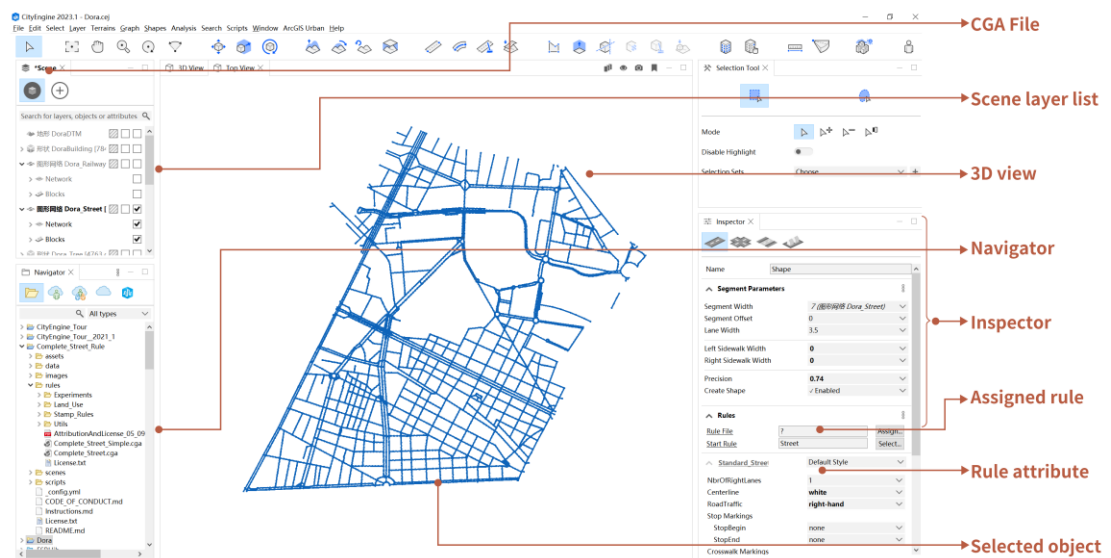 CityEngine 2023.1 - Dora.cej
File Edit Select Layer Terrains Graph Shapes Analysis Search Scripts Window ArcGIS Urban Help
CGA File
*Scene
3D View
Top View
Selection Tool
Search for layers, objects or attributes
Scene layer list
地形 DoraDTM
形状 DoraBuilding [784
图形网络 Dora_Railway
Network
Blocks
图形网络 Dora_Street [
Network
Blocks
形状 Dora_Tree [4763
Mode
Disable Highlight
Selection Sets
Choose
3D view
Navigator
Navigator
All types
CityEngine_Tour
CityEngine_Tour__2021_1
Complete_Street_Rule
assets
data
images
rules
Experiments
Land_Use
Stamp_Rules
Utils
AttributionAndLicense_05_09
Complete_Street_Simple.cga
Complete_Street.cga
License.txt
scenes
scripts
_config.yml
CODE_OF_CONDUCT.md
Instructions.md
License.txt
README.md
Dora
Inspector
Name
Shape
Segment Parameters
Segment Width
7 (图形网络 Dora_Street)
Segment Offset
0
Lane Width
3.5
Left Sidewalk Width
0
Right Sidewalk Width
0
Precision
0.74
Create Shape
✓ Enabled
Inspector
Rules
Rule File
?
Assign...
Start Rule
Street
Select...
Assigned rule
Standard_Street
Default Style
Rule attribute
NbrOfRightLanes
1
Centerline
white
RoadTraffic
right-hand
Stop Markings
StopBegin
none
StopEnd
none
Crosswalk Markings
Selected object